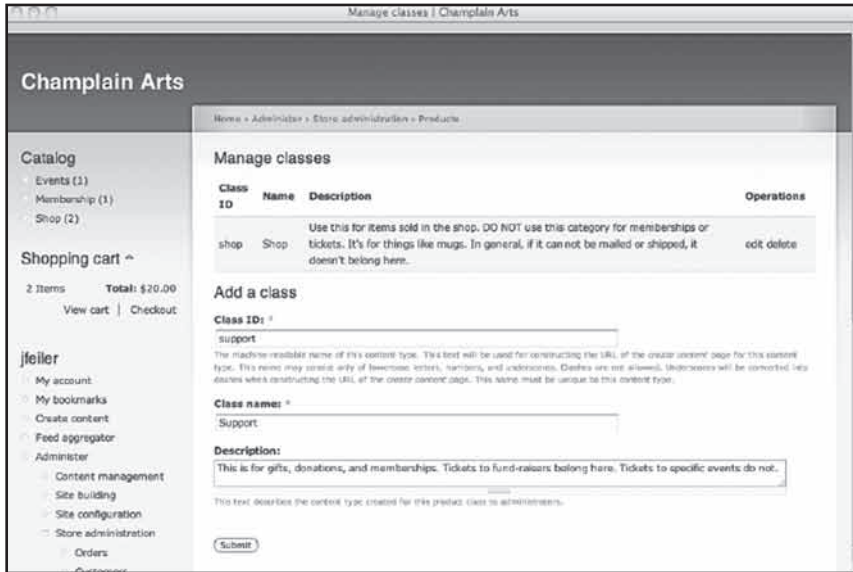 Manage classes | Champlain Arts
Champlain Arts
Home » Administer » Store administration » Products
Catalog
Events (1)
Membership (1)
Shop (2)
Shopping cart
2 Items Total: $20.00
View cart | Checkout
jfeiler
My account
My bookmarks
Create content
Feed aggregator
Administer
Content management
Site building
Site configuration
Store administration
Orders
Customers
Manage classes
Class ID Name Description Operations
shop Shop Use this for items sold in the shop. DO NOT use this category for memberships or
tickets. It's for things like mugs. In general, if it cannot be mailed or shipped, it
doesn't belong here.
edit delete
Add a class
Class ID: *
support
The machine-readable name of this content type. This text will be used for constructing the URL of the create content page for this content
type. This name may consist only of lowercase letters, numbers, and underscores. Dashes are not allowed. Underscores will be converted into
dashes when constructing the URL of the create content page. This name must be unique to this content type.
Class name: *
Support
Description:
This is for gifts, donations, and memberships. Tickets to fund-raisers belong here. Tickets to specific events do not.
This text describes the content type created for this product class to administrators.
Submit